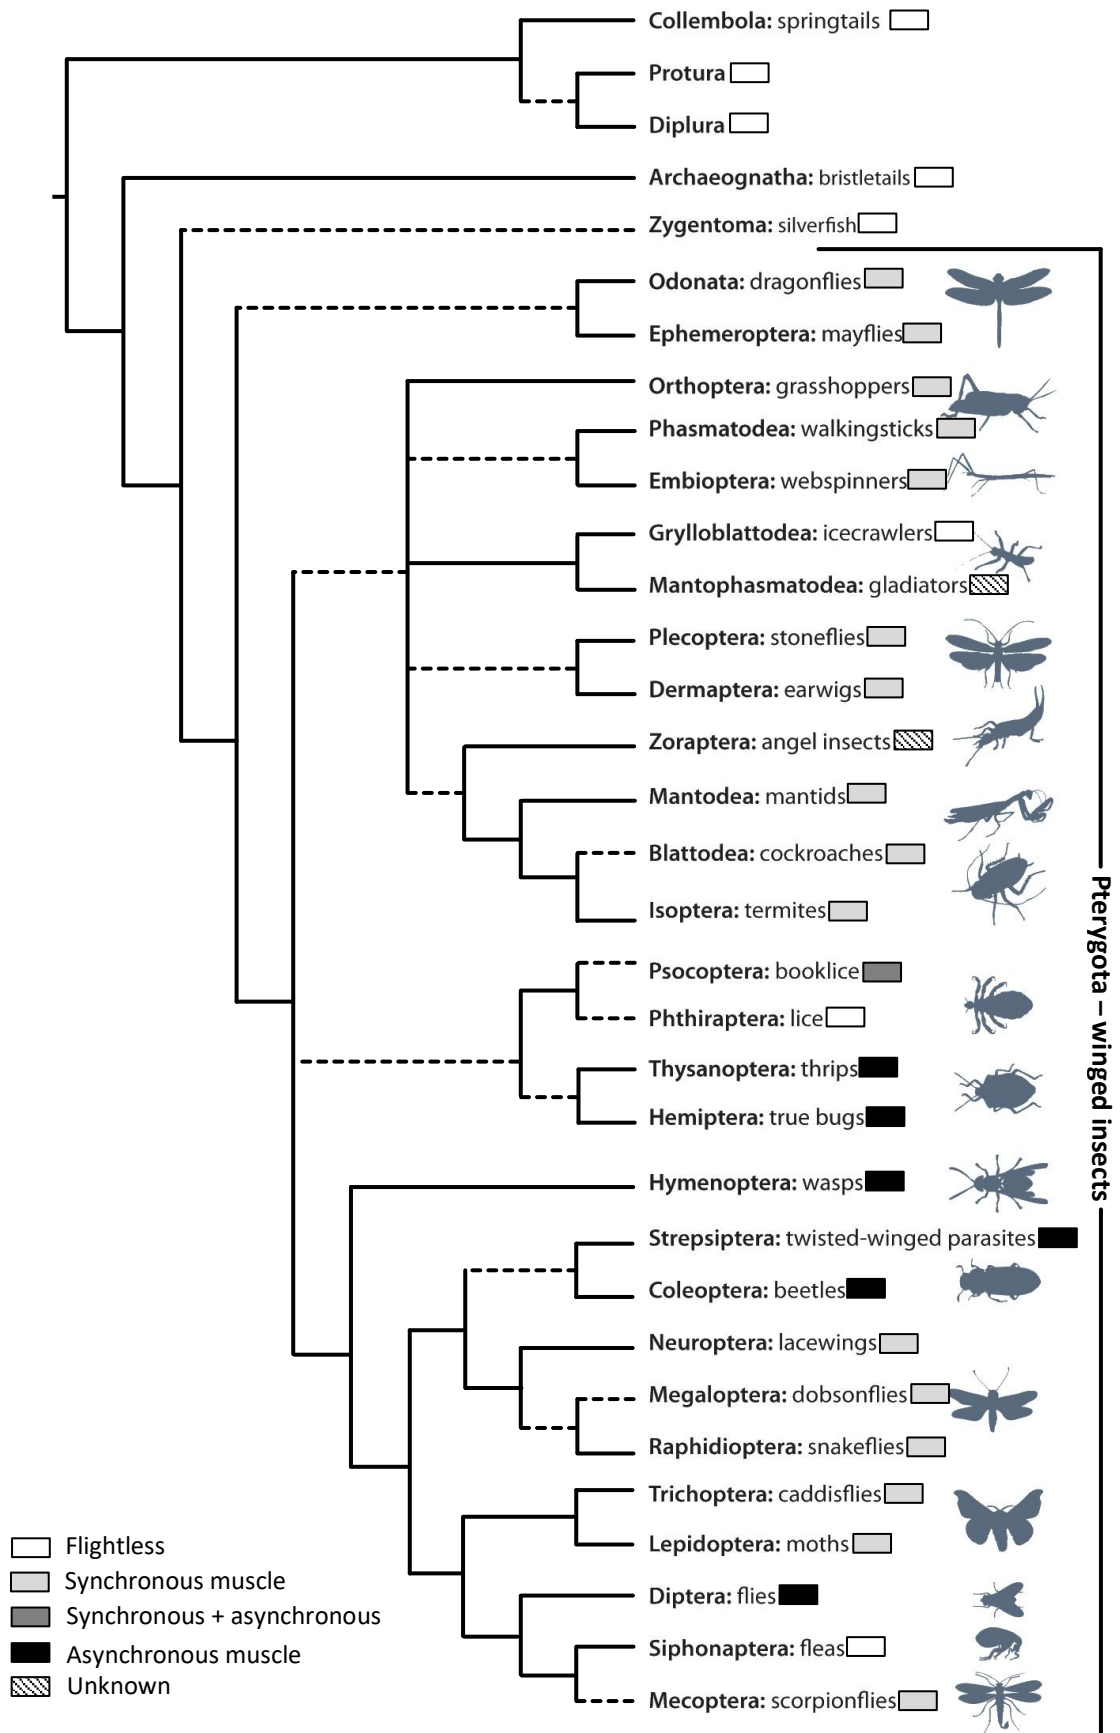 Collembola: springtails
Protura
Diplura
Archaeognatha: bristletails
Zygentoma: silverfish
Odonata: dragonflies
Ephemeroptera: mayflies
Orthoptera: grasshoppers
Phasmatodea: walkingsticks
Embioptera: webspinners
Grylloblattodea: icecrawlers
Mantophasmatodea: gladiators
Plecoptera: stoneflies
Dermaptera: earwigs
Zoraptera: angel insects
Mantodea: mantids
Blattodea: cockroaches
Isoptera: termites
Psocoptera: booklice
Phthiraptera: lice
Thysanoptera: thrips
Hemiptera: true bugs
Hymenoptera: wasps
Strepsiptera: twisted-winged parasites
Coleoptera: beetles
Neuroptera: lacewings
Megaloptera: dobsonflies
Raphidioptera: snakeflies
Trichoptera: caddisflies
Lepidoptera: moths
Diptera: flies
Siphonaptera: fleas
Mecoptera: scorpionflies
Pterygota – winged insects
Flightless
Synchronous muscle
Synchronous + asynchronous
Asynchronous muscle
Unknown